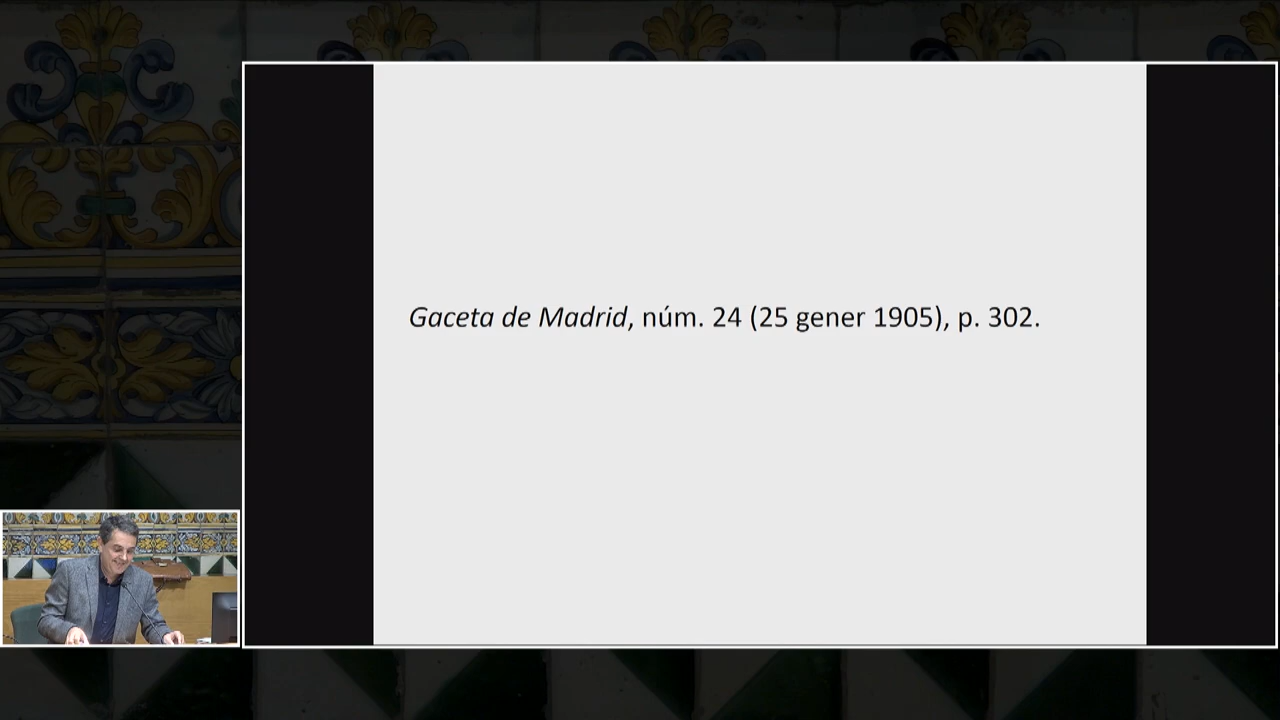 Gaceta de Madrid, núm. 24 (25 gener 1905), p. 302.